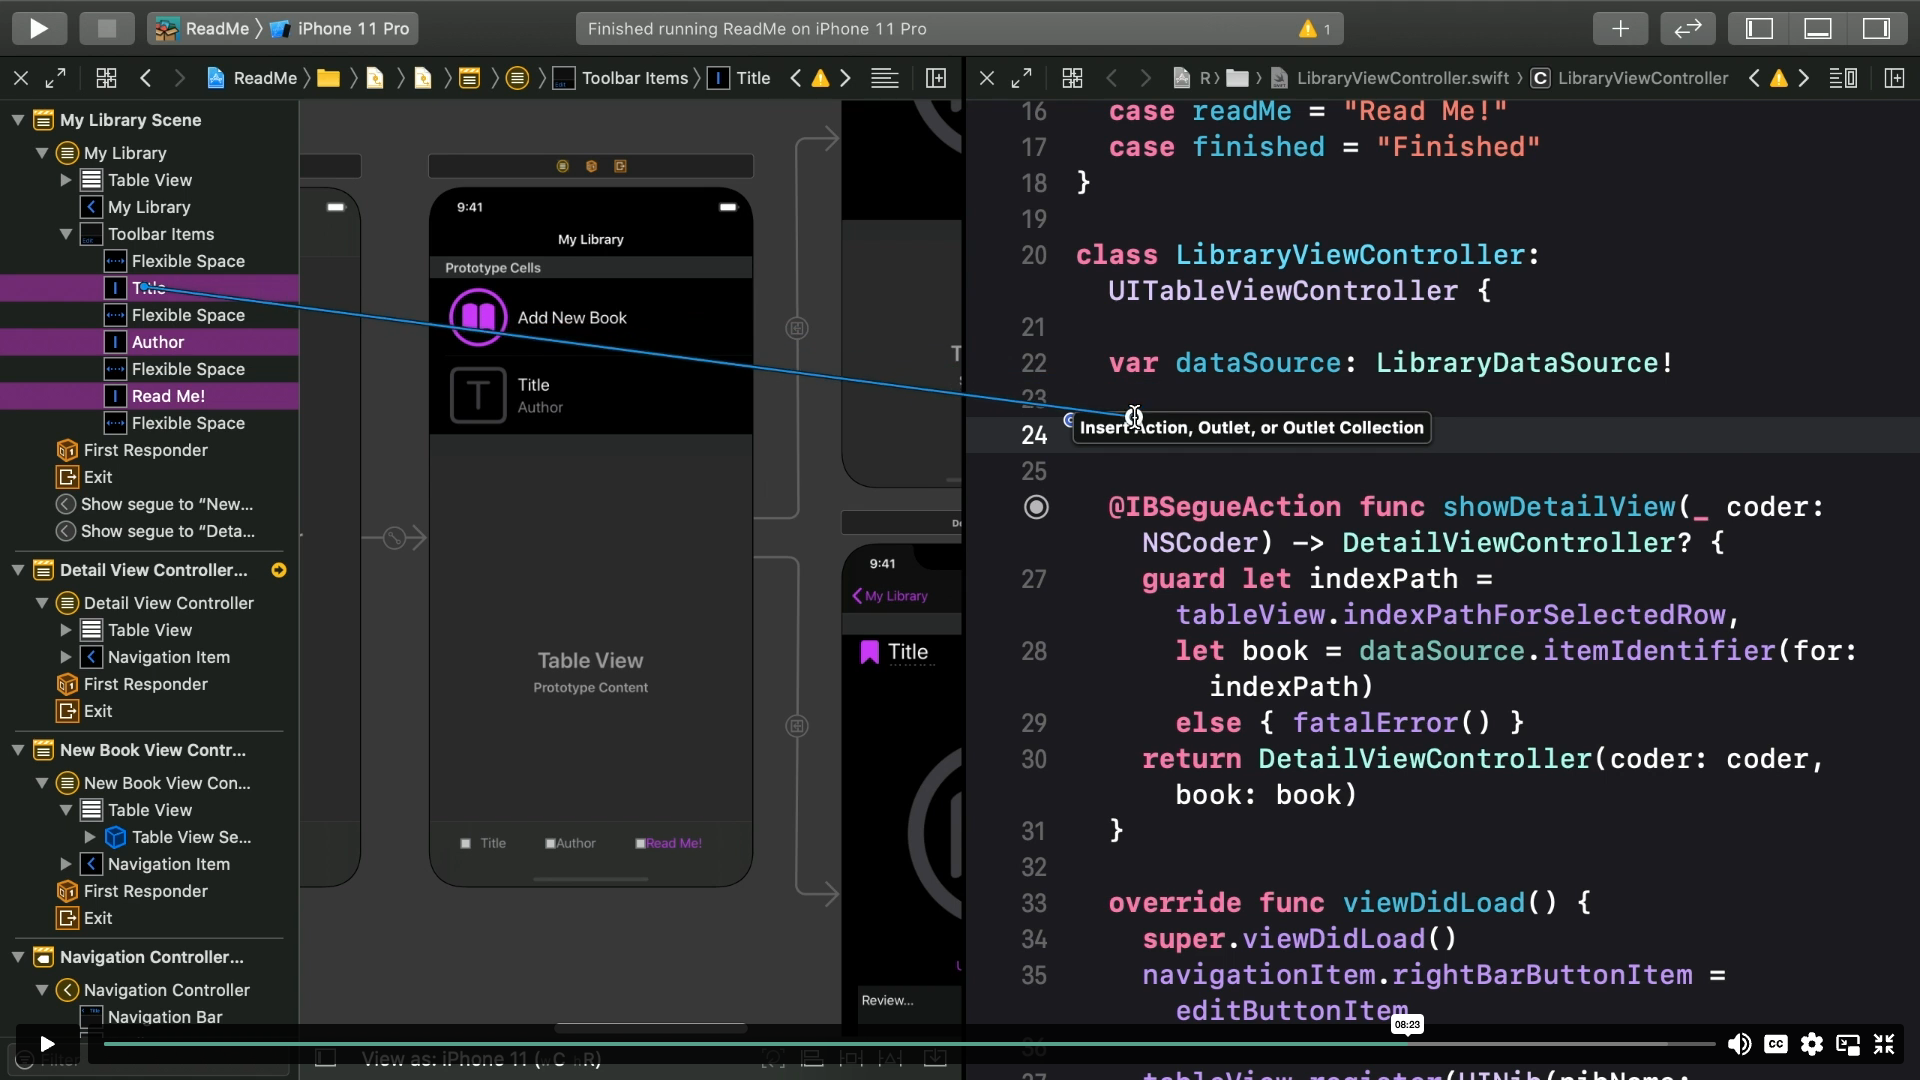 ReadMe
iPhone 11 Pro
Finished running ReadMe on iPhone 11 Pro
1
ReadMe
Toolbar Items
Title
R
LibraryViewController.swift
C
LibraryViewController
My Library Scene
My Library
Table View
My Library
Toolbar Items
Flexible Space
Title
Flexible Space
Author
Flexible Space
Read Me!
Flexible Space
First Responder
Exit
Show segue to “New...
Show segue to “Deta...
Detail View Controller...
Detail View Controller
Table View
Navigation Item
First Responder
Exit
New Book View Contr...
New Book View Con...
Table View
Table View Se...
Navigation Item
First Responder
Exit
Navigation Controller...
Navigation Controller
Navigation Bar
Filter
9:41
My Library
Prototype Cells
Add New Book
T
Title
Author
Table View
Prototype Content
Title
Author
Read Me!
9:41
My Library
Title
Review...
View as: iPhone 11 (wC hR)
16 case readMe = "Read Me!"
17 case finished = "Finished"
18 }
19
20 class LibraryViewController:
UITableViewController {
21
22 var dataSource: LibraryDataSource!
23
24
Insert Action, Outlet, or Outlet Collection
25
@IBSegueAction func showDetailView(_ coder:
NSCoder) -> DetailViewController? {
27 guard let indexPath =
tableView.indexPathForSelectedRow,
28 let book = dataSource.itemIdentifier(for:
indexPath)
29 else { fatalError() }
30 return DetailViewController(coder: coder,
book: book)
31 }
32
33 override func viewDidLoad() {
34 super.viewDidLoad()
35 navigationItem.rightBarButtonItem =
editButtonItem
36
08:23
CC
37 tableView.register(UINib(nibName: